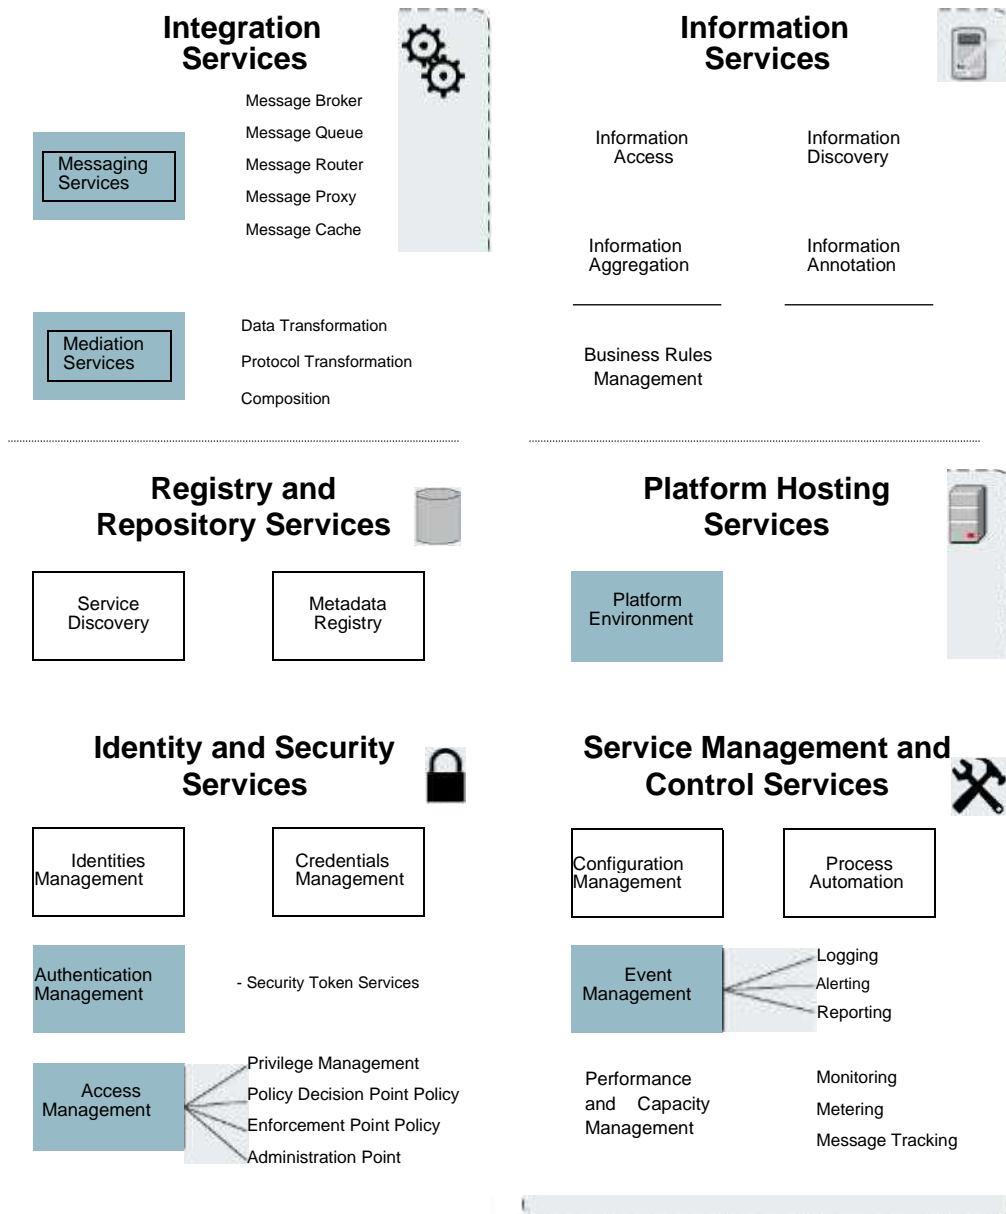 Integration
Services
Message Broker
Message Queue
Messaging
Services
Message Router
Message Proxy
Message Cache
Mediation
Services
Data Transformation
Protocol Transformation
Composition
Information
Services
Information
Access
Information
Discovery
Information
Aggregation
Information
Annotation
Business Rules
Management
Registry and
Repository Services
Service
Discovery
Metadata
Registry
Platform Hosting
Services
Platform
Environment
Identity and Security
Services
Identities
Management
Credentials
Management
Authentication
Management
- Security Token Services
Access
Management
Privilege Management
Policy Decision Point Policy
Enforcement Point Policy
Administration Point
Service Management and
Control Services
Configuration
Management
Process
Automation
Event
Management
Logging
Alerting
Reporting
Performance
and Capacity
Management
Monitoring
Metering
Message Tracking